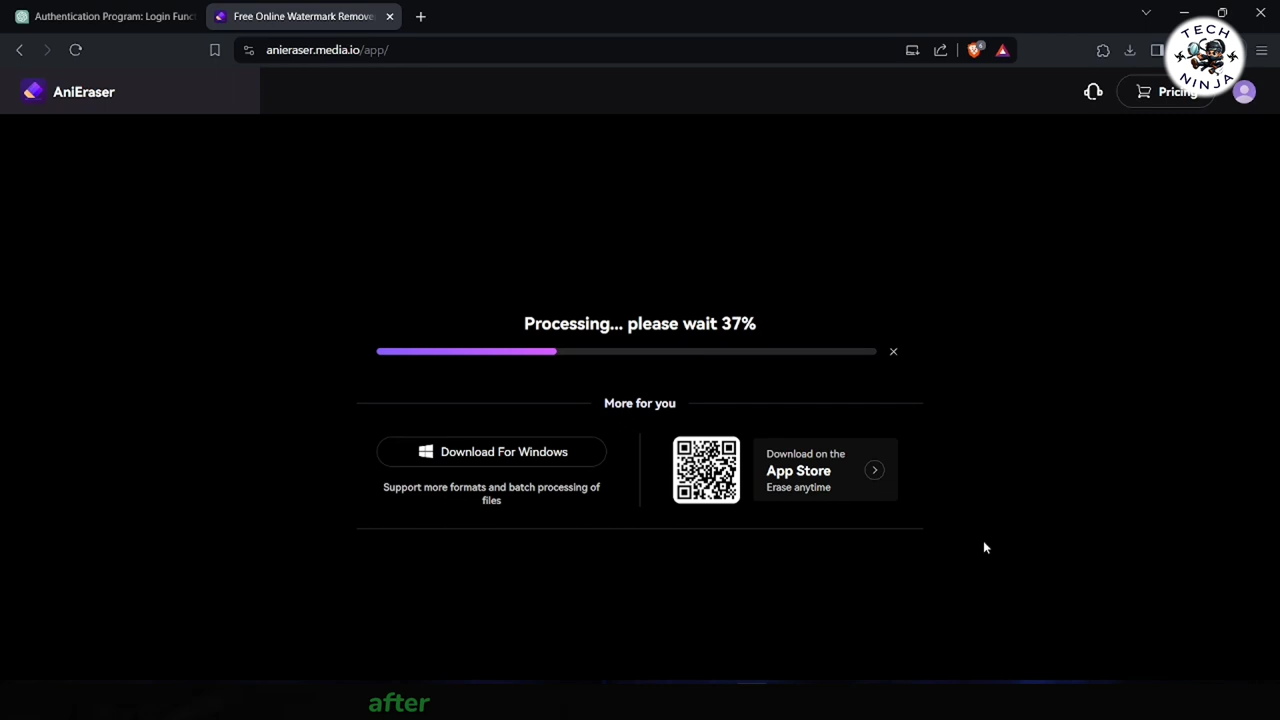 Authentication Program: Login Func
Free Online Watermark Remove
anieraser.media.io/app/
6
TECH
NINJA
AniEraser
Pricing
Processing... please wait 37%
More for you
Download For Windows
Support more formats and batch processing of
files
Download on the
App Store
Erase anytime
after